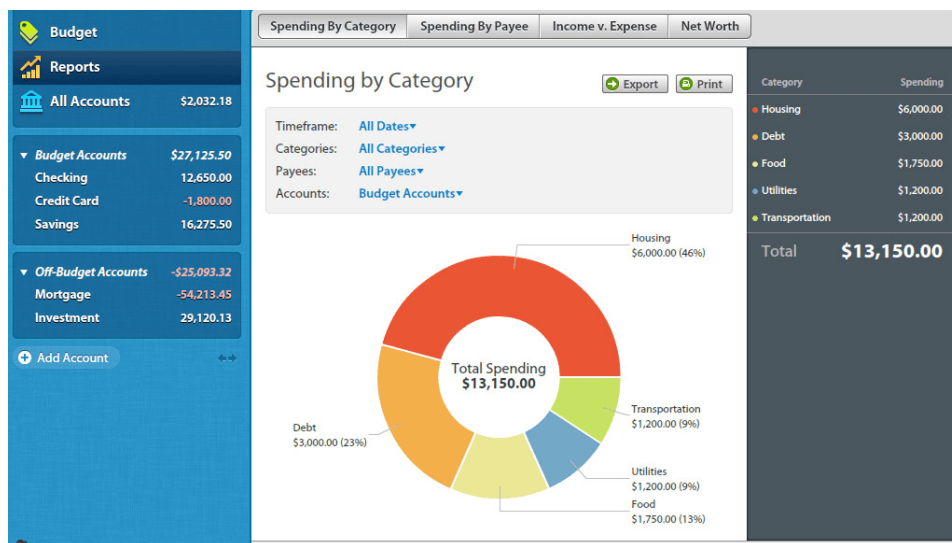 Budget
Reports
All Accounts $2,032.18
Budget Accounts $27,125.50
Checking 12,650.00
Credit Card -1,800.00
Savings 16,275.50
Off-Budget Accounts -$25,093.32
Mortgage -54,213.45
Investment 29,120.13
Add Account
Spending By Category Spending By Payee Income v. Expense Net Worth
Spending by Category
Export Print
Timeframe: All Dates
Categories: All Categories
Payees: All Payees
Accounts: Budget Accounts
Housing
$6,000.00 (46%)
Total Spending
$13,150.00
Transportation
$1,200.00 (9%)
Debt
$3,000.00 (23%)
Utilities
$1,200.00 (9%)
Food
$1,750.00 (13%)
Category Spending
Housing $6,000.00
Debt $3,000.00
Food $1,750.00
Utilities $1,200.00
Transportation $1,200.00
Total $13,150.00